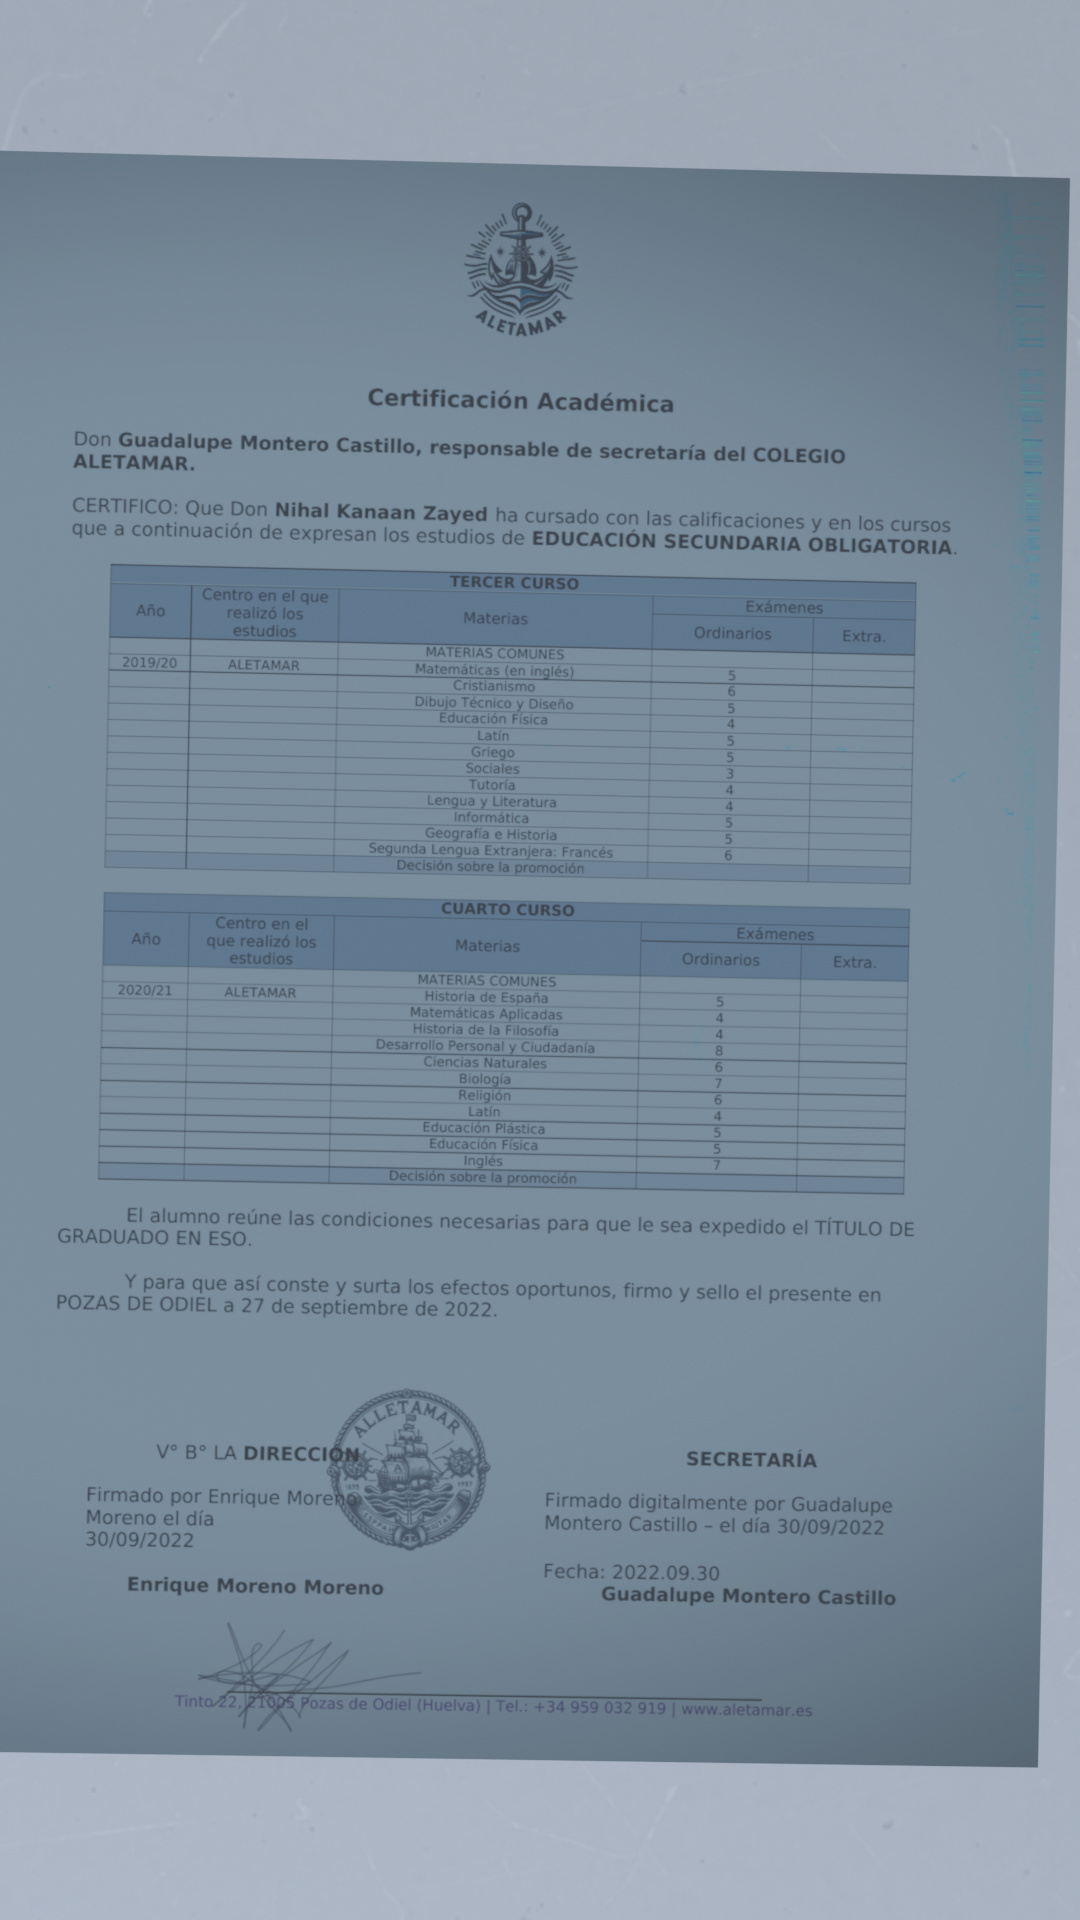 ALETAMAR
Certificación Académica
Don Guadalupe Montero Castillo, responsable de secretaría del COLEGIO
ALETAMAR.
CERTIFICO: Que Don Nihal Kanaan Zayed ha cursado con las calificaciones y en los cursos
que a continuación de expresan los estudios de EDUCACIÓN SECUNDARIA OBLIGATORIA.
TERCER CURSO
Año Centro en el que realizó los estudios Materias Exámenes
Ordinarios Extra.
MATERIAS COMUNES
2019/20 ALETAMAR Matemáticas (en inglés) 5
Cristianismo 6
Dibujo Técnico y Diseño 5
Educación Física 4
Latín 5
Griego 5
Sociales 3
Tutoría 4
Lengua y Literatura 4
Informática 5
Geografía e Historia 5
Segunda Lengua Extranjera: Francés 6
Decisión sobre la promoción
CUARTO CURSO
Año Centro en el que realizó los estudios Materias Exámenes
Ordinarios Extra.
MATERIAS COMUNES
2020/21 ALETAMAR Historia de España 5
Matemáticas Aplicadas 4
Historia de la Filosofía 4
Desarrollo Personal y Ciudadanía 8
Ciencias Naturales 6
Biología 7
Religión 6
Latín 4
Educación Plástica 5
Educación Física 5
Inglés 7
Decisión sobre la promoción
El alumno reúne las condiciones necesarias para que le sea expedido el TÍTULO DE
GRADUADO EN ESO.
Y para que así conste y surta los efectos oportunos, firmo y sello el presente en
POZAS DE ODIEL a 27 de septiembre de 2022.
ALLETAMAR
V° B° LA DIRECCIÓN
Firmado por Enrique Moreno
Moreno el día
30/09/2022
Enrique Moreno Moreno
SECRETARÍA
Firmado digitalmente por Guadalupe
Montero Castillo – el día 30/09/2022
Fecha: 2022.09.30
Guadalupe Montero Castillo
Tinto 22, 21005 Pozas de Odiel (Huelva) | Tel.: +34 959 032 919 | www.aletamar.es